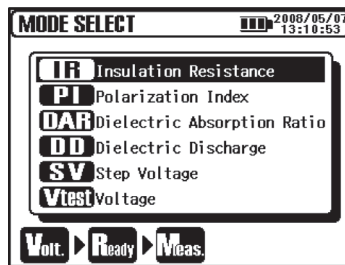 MODE SELECT 2008/05/07
13:10:53
IR Insulation Resistance
PI Polarization Index
DAR Dielectric Absorption Ratio
DD Dielectric Discharge
SV Step Voltage
Vtest Voltage
Volt. Ready Meas.